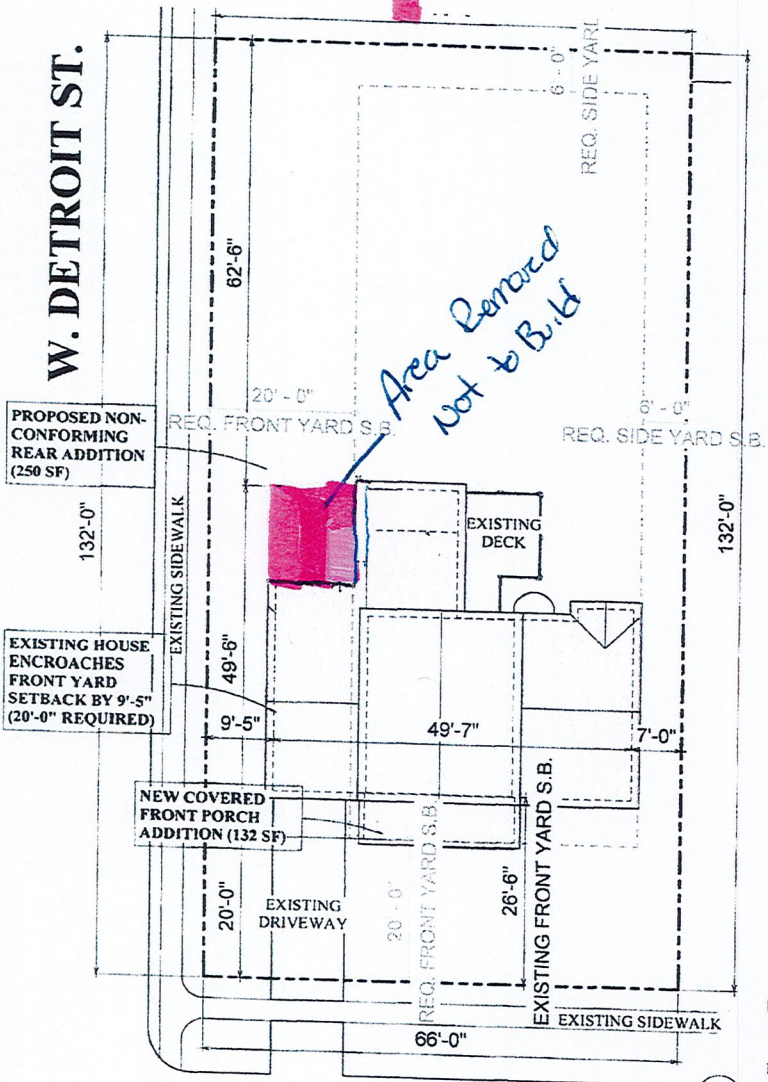 W. DETROIT ST.
6' - 0"
REQ. SIDE YARD
62'-6"
Area Removed
Not to Build
20' - 0"
REQ. FRONT YARD S.B.
6' - 0"
REQ. SIDE YARD S.B.
PROPOSED NON-
CONFORMING
REAR ADDITION
(250 SF)
132'-0"
EXISTING SIDEWALK
EXISTING
DECK
132'-0"
49'-6"
EXISTING HOUSE
ENCROACHES
FRONT YARD
SETBACK BY 9'-5"
(20'-0" REQUIRED)
9'-5"
49'-7"
7'-0"
NEW COVERED
FRONT PORCH
ADDITION (132 SF)
20'-0"
EXISTING
DRIVEWAY
20' - 0"
REQ. FRONT YARD S.B.
26'-6"
EXISTING FRONT YARD S.B.
EXISTING SIDEWALK
66'-0"